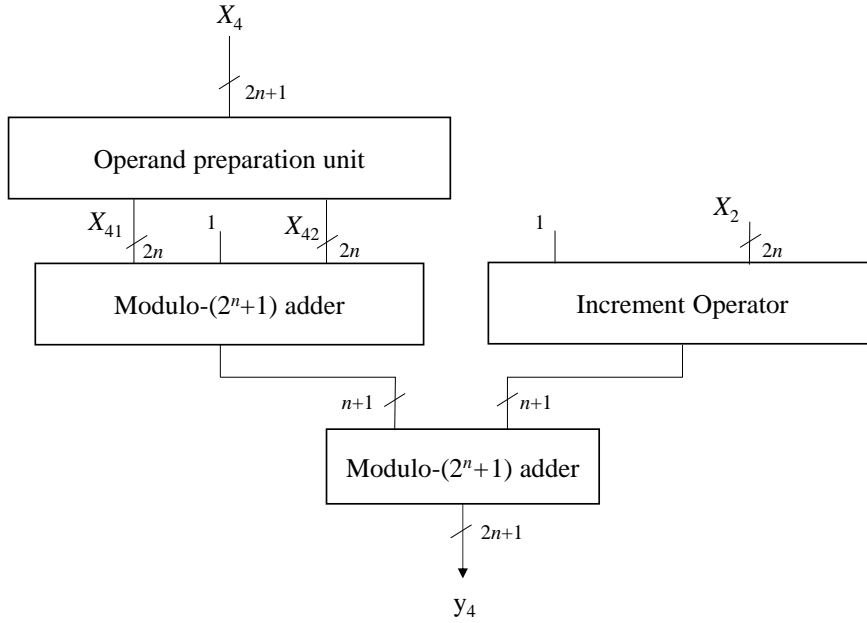 X₄
2n+1
Operand preparation unit
X₄₁ 1 X₄₂ 1 X₂
2n 2n 2n
Modulo-(2ⁿ+1) adder Increment Operator
n+1 n+1
Modulo-(2ⁿ+1) adder
2n+1
y₄